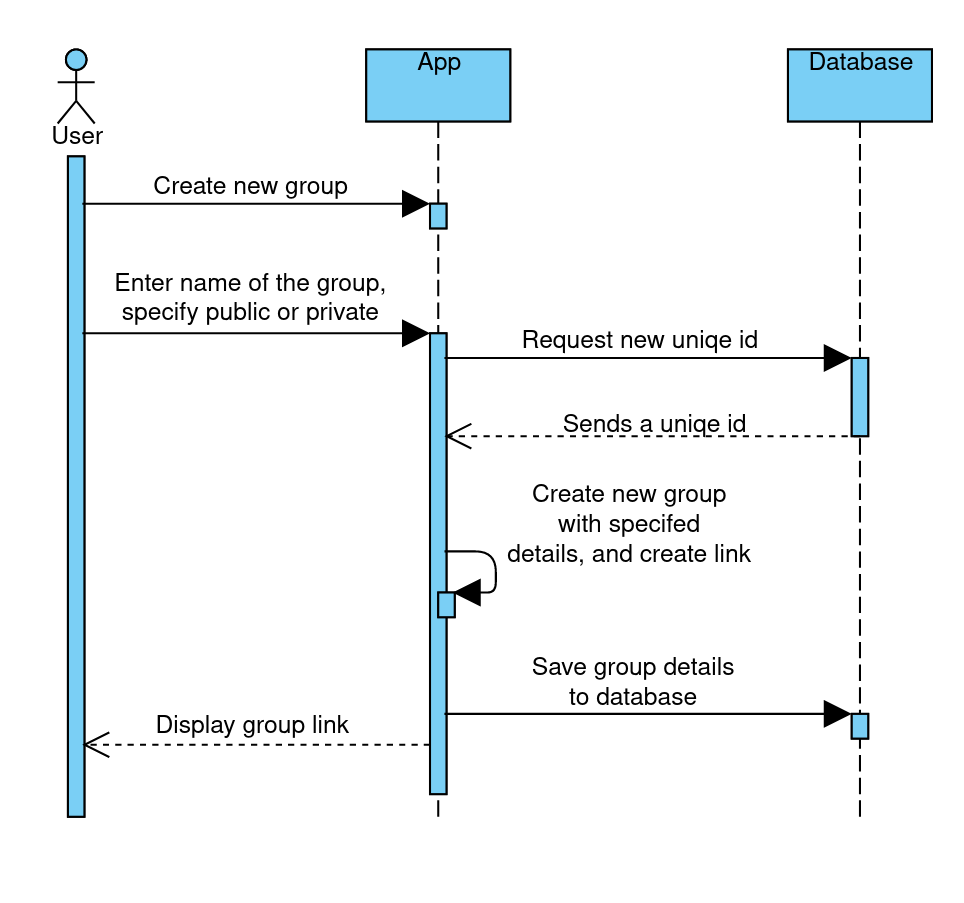 App
Database
User
Create new group
Enter name of the group,
specify public or private
Request new uniqe id
Sends a uniqe id
Create new group
with specifed
details, and create link
Save group details
to database
Display group link